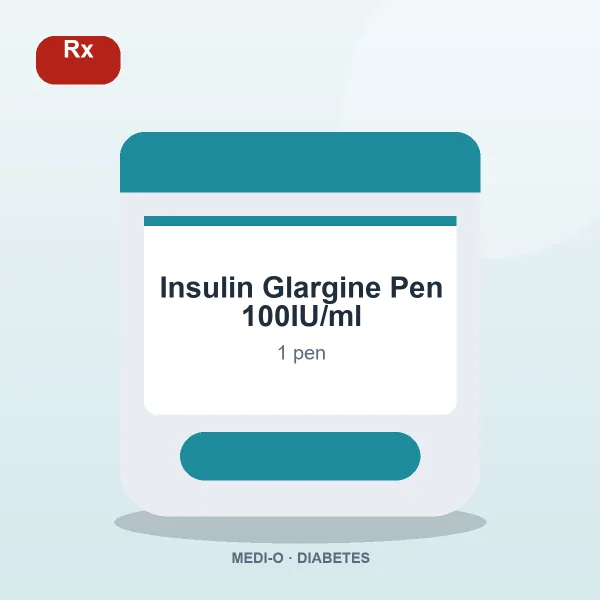 Rx
Insulin Glargine Pen
100IU/ml
1 pen
MEDI-O · DIABETES